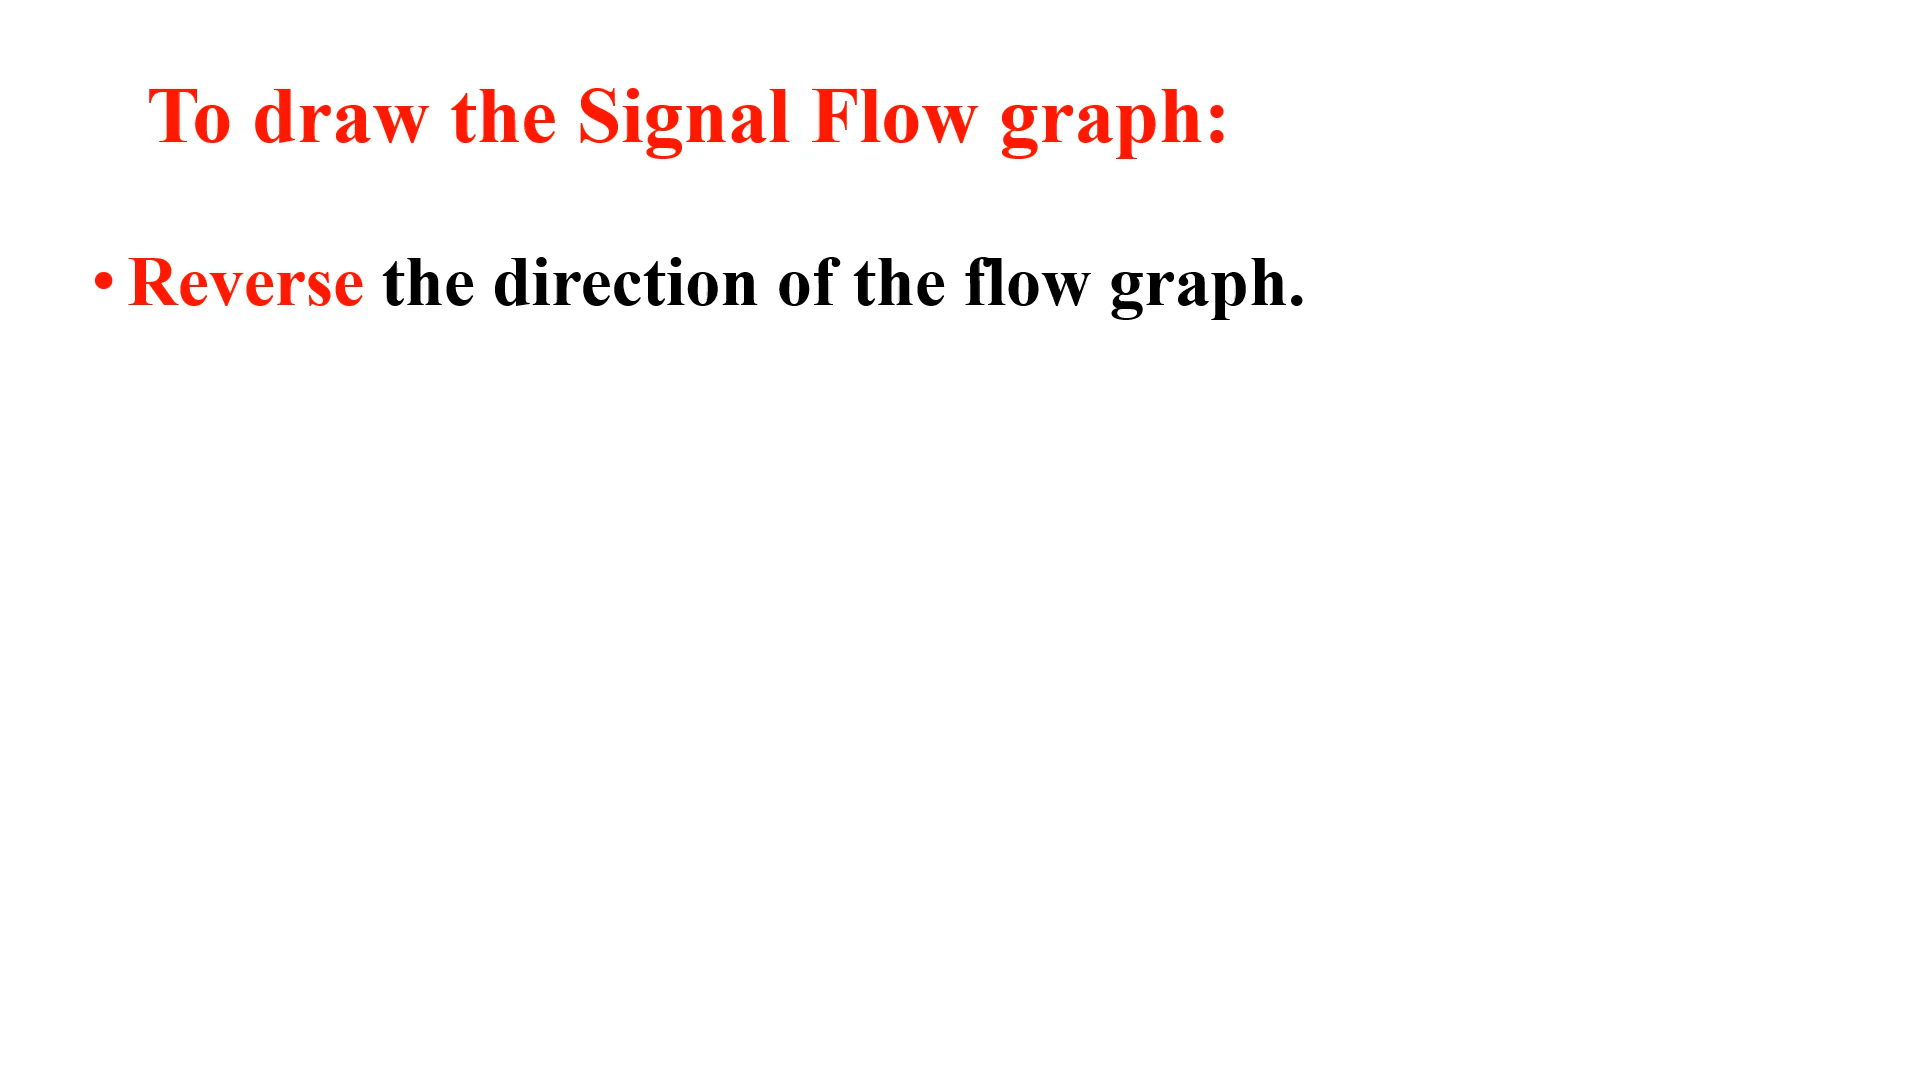 To draw the Signal Flow graph:
• Reverse the direction of the flow graph.